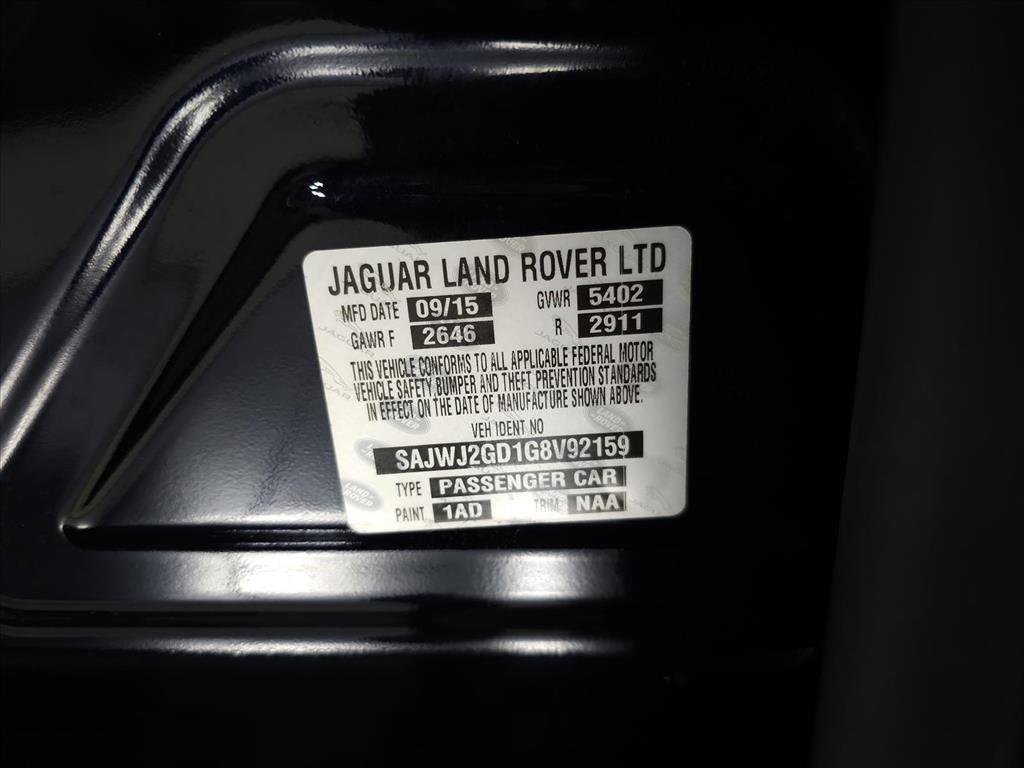 JAGUAR LAND ROVER LTD
MFD DATE 09/15 GVWR 5402
GAWR F 2646 R 2911
THIS VEHICLE CONFORMS TO ALL APPLICABLE FEDERAL MOTOR
VEHICLE SAFETY, BUMPER AND THEFT PREVENTION STANDARDS
IN EFFECT ON THE DATE OF MANUFACTURE SHOWN ABOVE.
VEH IDENT NO
SAJWJ2GD1G8V92159
TYPE PASSENGER CAR
PAINT 1AD TRIM NAA